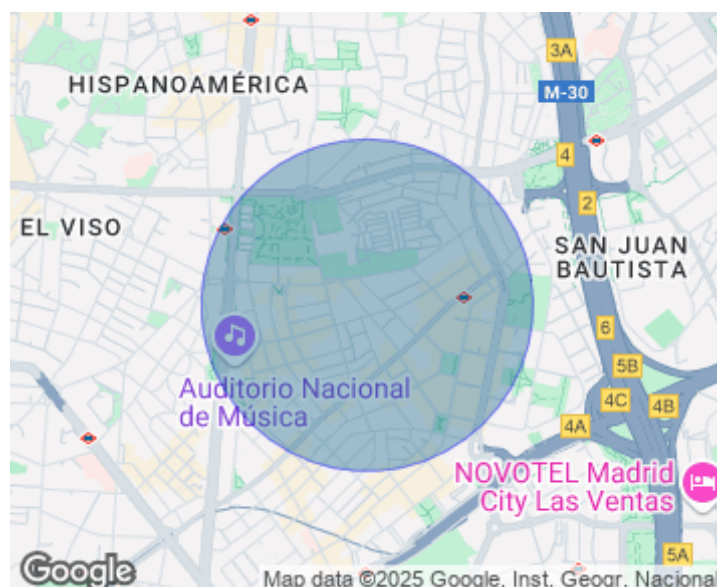 3A
HISPANOAMÉRICA
M-30
4
2
EL VISO
SAN JUAN
BAUTISTA
6
5B
Auditorio Nacional
de Música
4C
4B
4A
NOVOTEL Madrid
City Las Ventas
5A
Google
Map data ©2025 Google, Inst. Geogr. Nacional